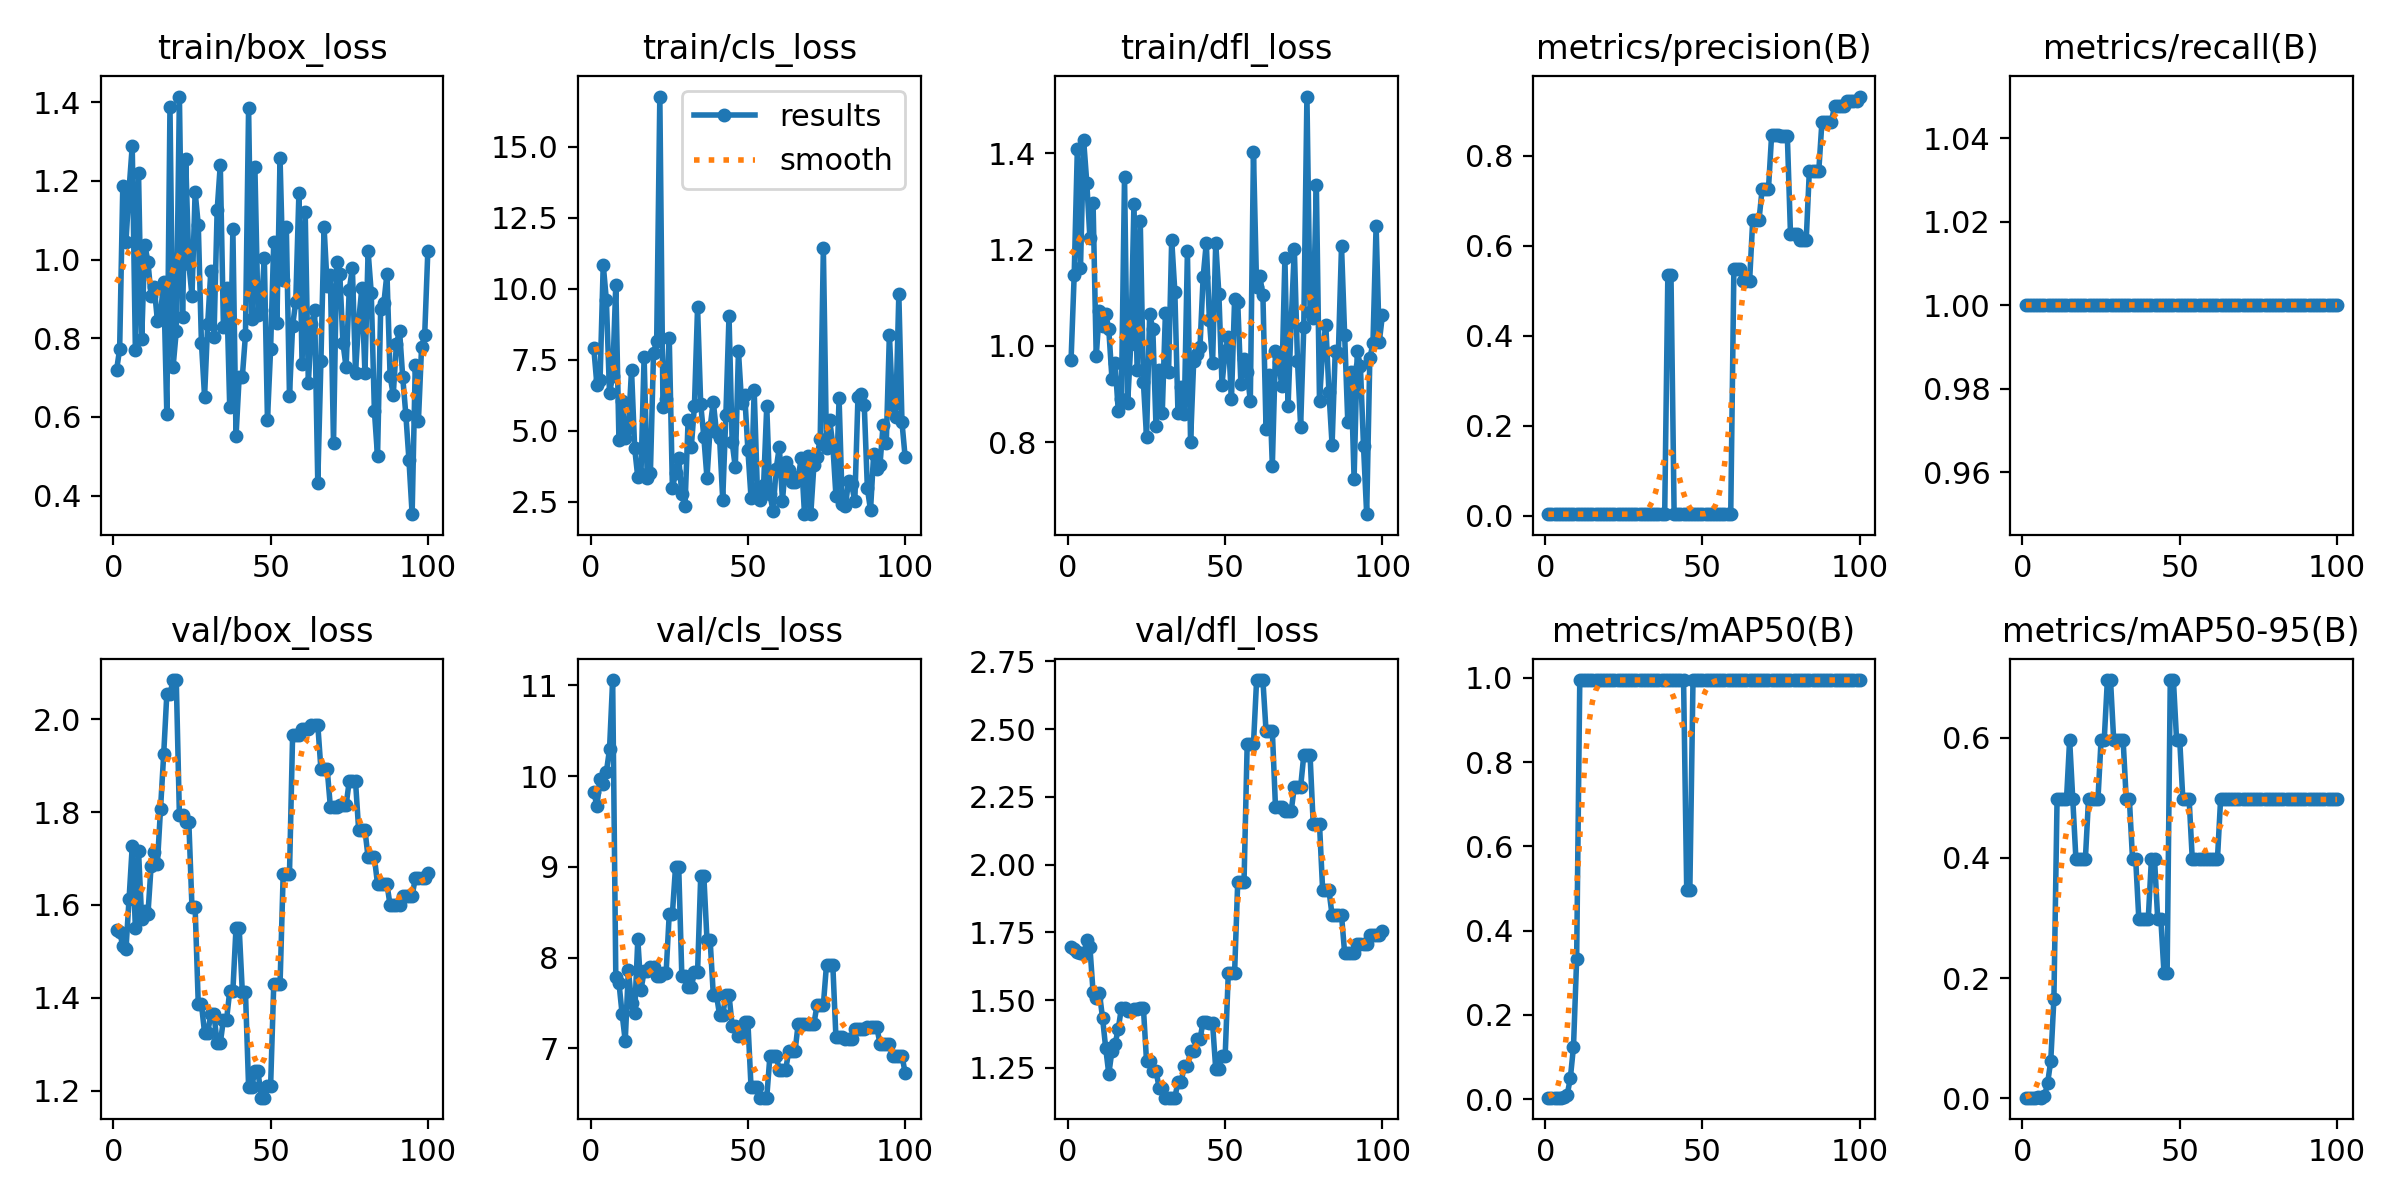 train/box_loss
1.4
1.2
1.0
0.8
0.6
0.4
0 50 100
train/cls_loss
results
smooth
15.0
12.5
10.0
7.5
5.0
2.5
0 50 100
train/dfl_loss
1.4
1.2
1.0
0.8
0 50 100
metrics/precision(B)
0.8
0.6
0.4
0.2
0.0
0 50 100
metrics/recall(B)
1.04
1.02
1.00
0.98
0.96
0 50 100
val/box_loss
2.0
1.8
1.6
1.4
1.2
0 50 100
val/cls_loss
11
10
9
8
7
0 50 100
val/dfl_loss
2.75
2.50
2.25
2.00
1.75
1.50
1.25
0 50 100
metrics/mAP50(B)
1.0
0.8
0.6
0.4
0.2
0.0
0 50 100
metrics/mAP50-95(B)
0.6
0.4
0.2
0.0
0 50 100